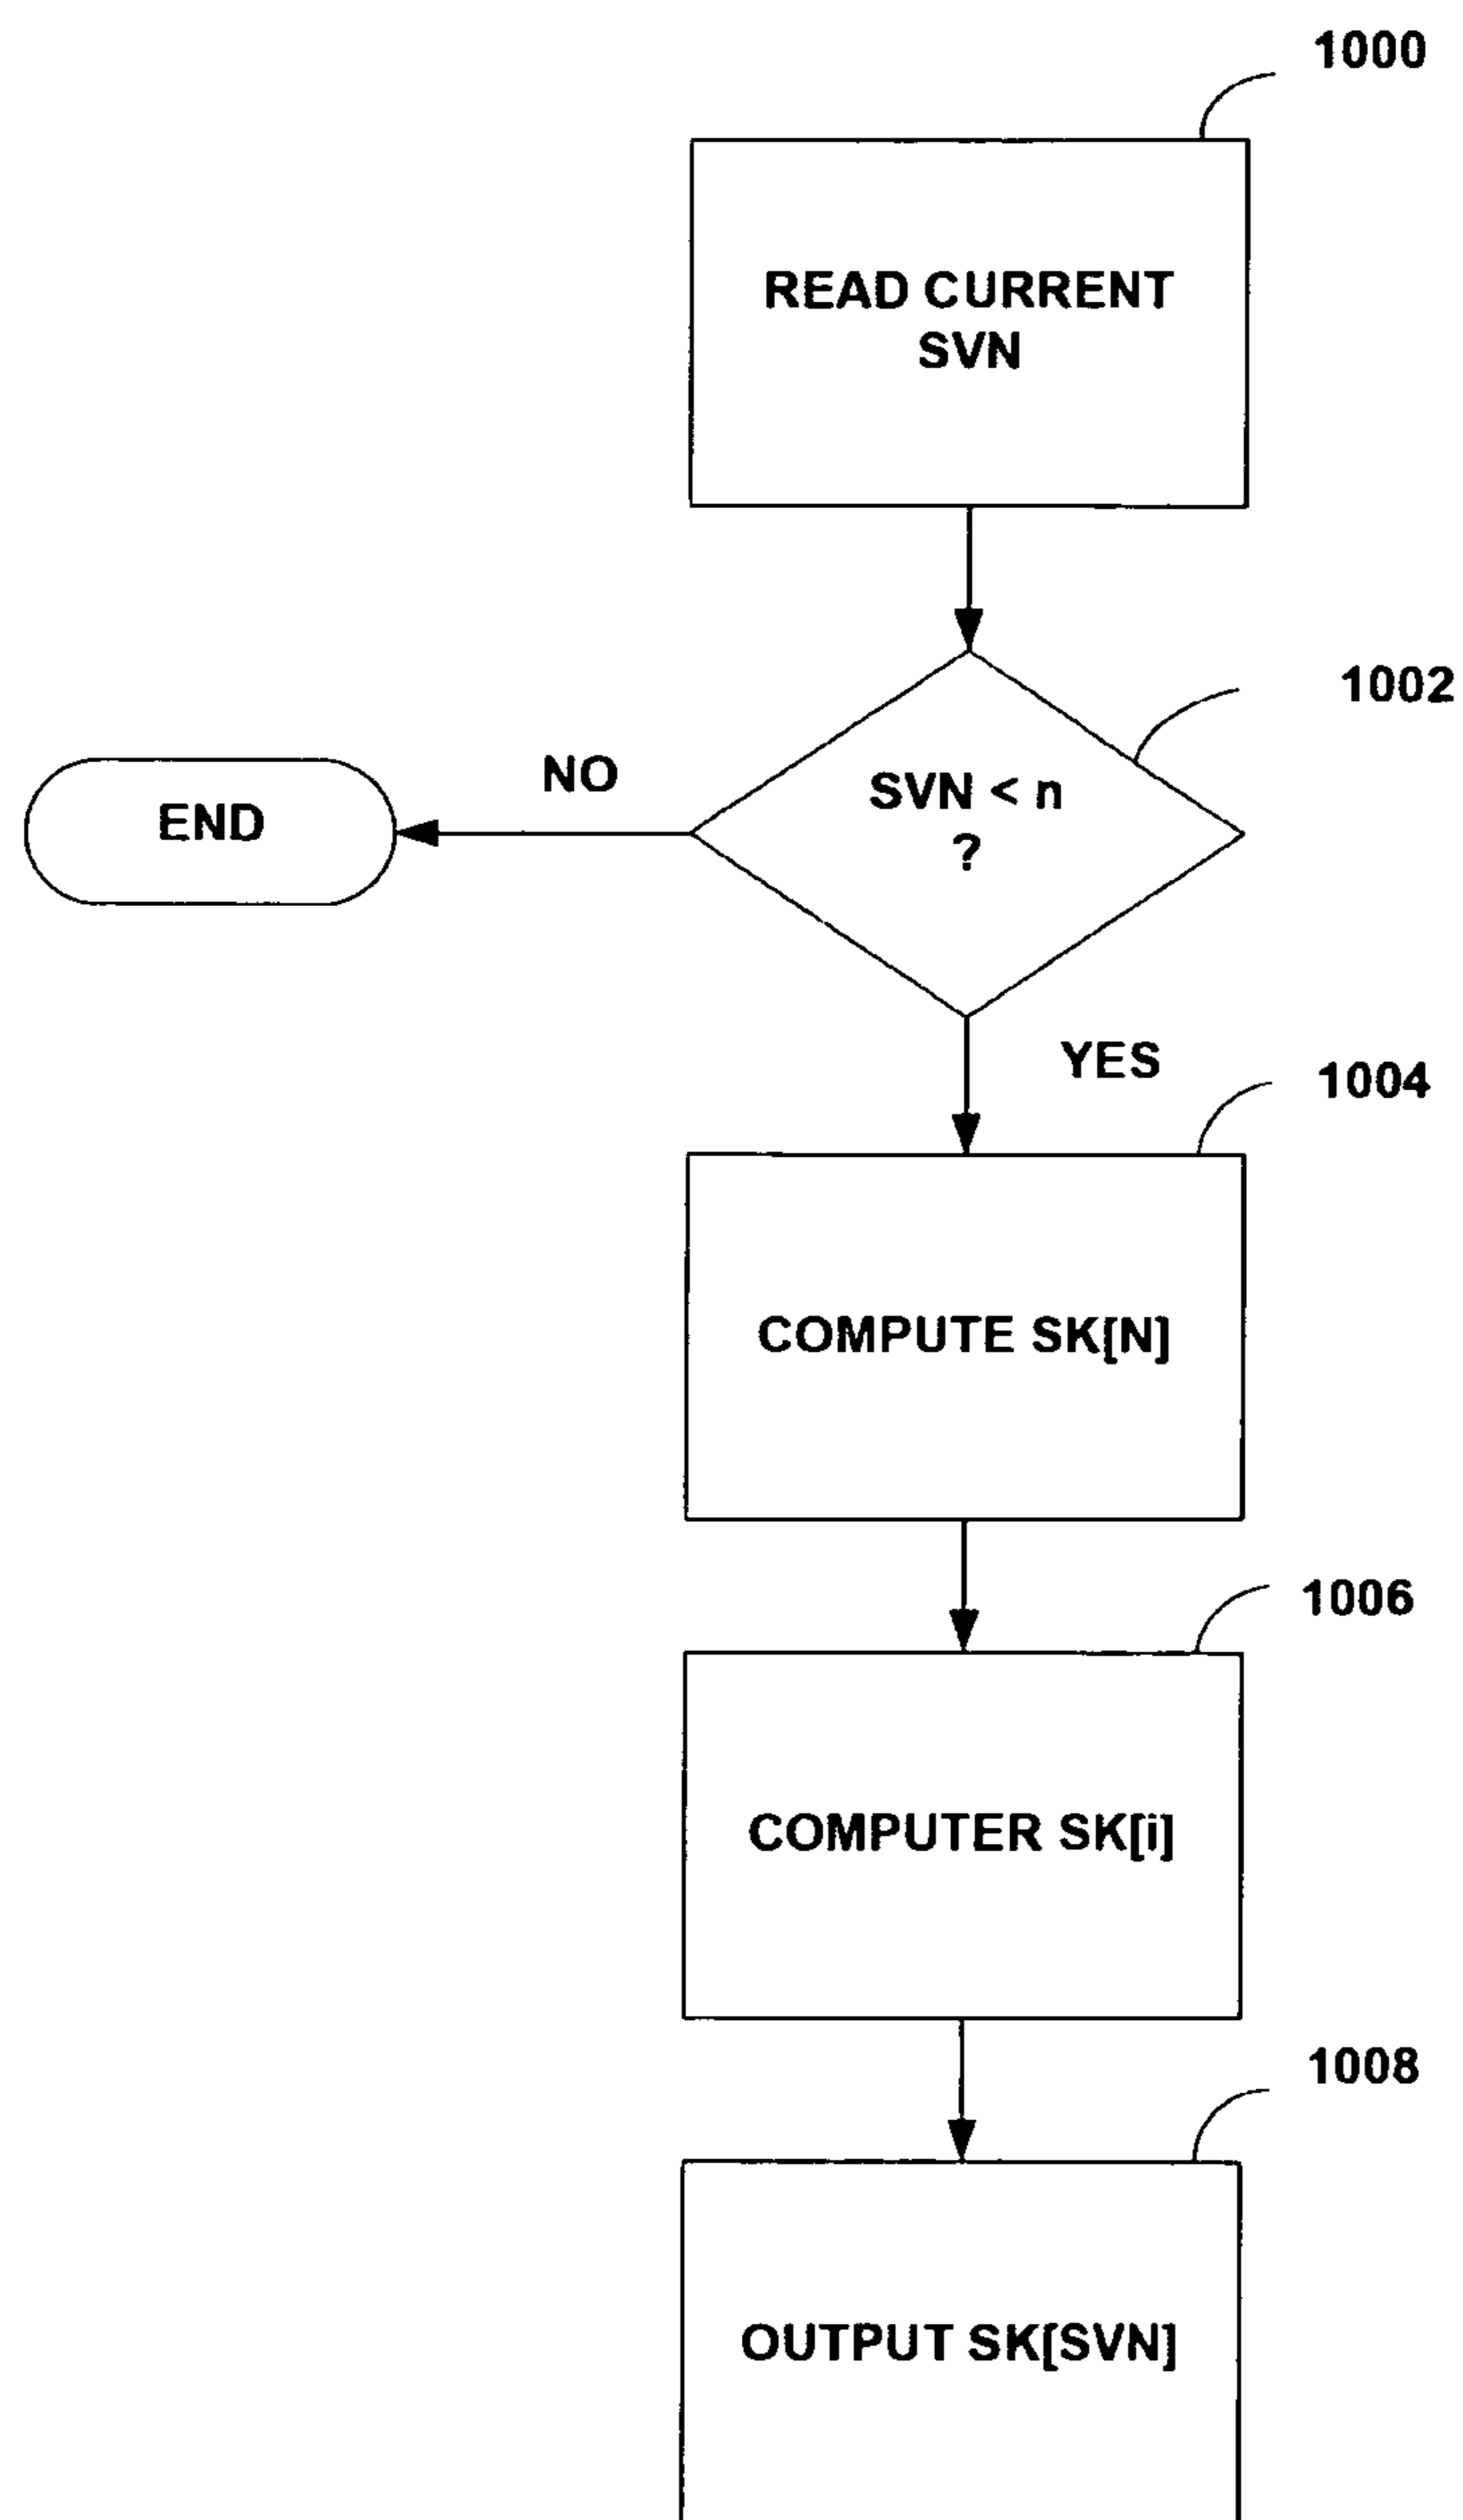 1000
READ CURRENT
SVN
1002
SVN < n
?
NO
END
YES
1004
COMPUTE SK[N]
1006
COMPUTER SK[i]
1008
OUTPUT SK[SVN]